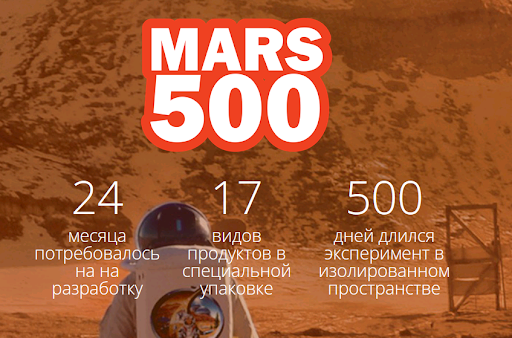 MARS
500
24
месяца
потребовалось
на на
разработку
17
видов
продуктов в
специальной
упаковке
500
дней длился
эксперимент в
изолированном
пространстве